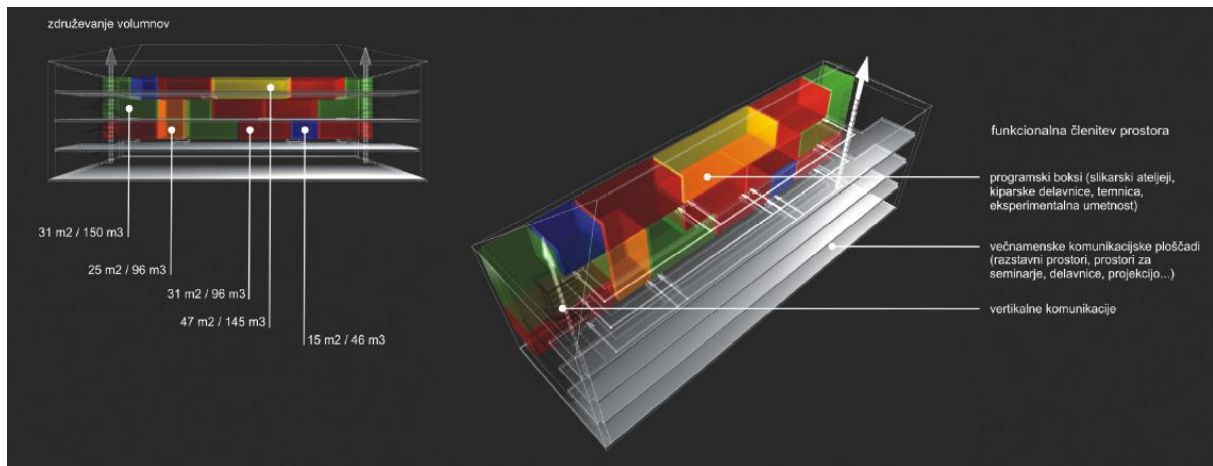 združevanje volumnov
31 m2 / 150 m3
25 m2 / 96 m3
31 m2 / 96 m3
47 m2 / 145 m3
15 m2 / 46 m3
funkcionalna členitev prostora
programski boksi (slikarski ateljeji,
kiparske delavnice, temnica,
eksperimentalna umetnost)
večnamenske komunikacijske ploščadi
(razstavni prostori, prostori za
seminarje, delavnice, projekcijo...)
vertikalne komunikacije